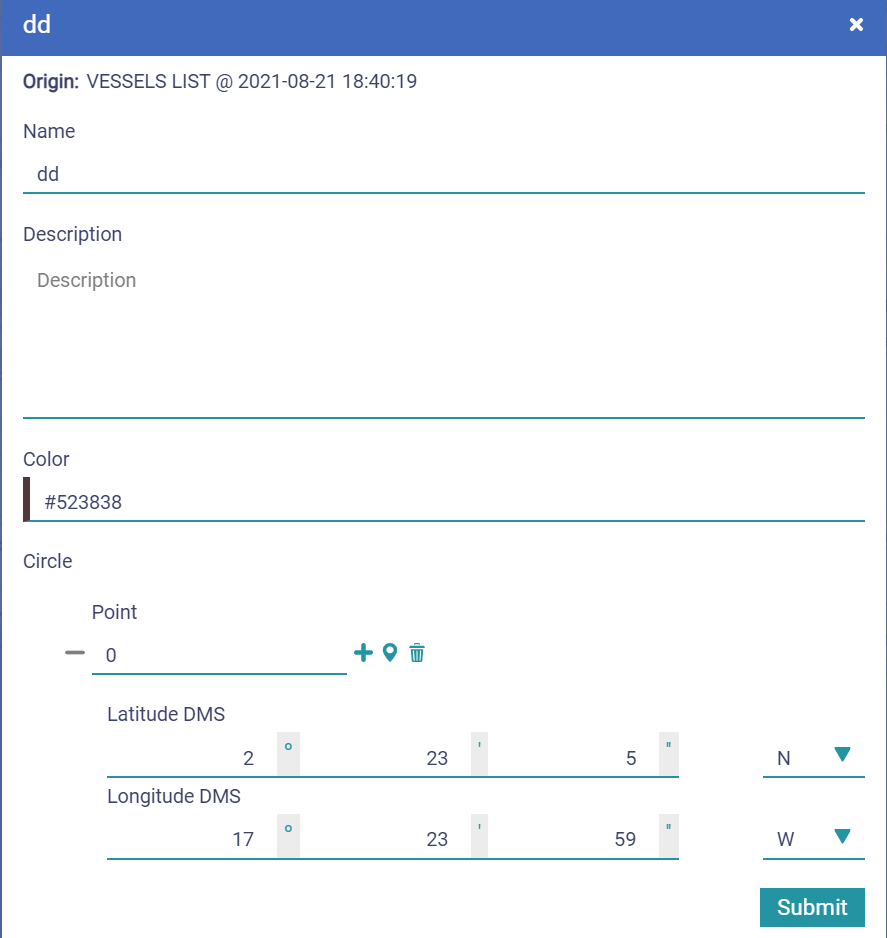 dd
Origin: VESSELS LIST @ 2021-08-21 18:40:19
Name
dd
Description
Description
Color
#523838
Circle
Point
0
Latitude DMS
2 ° 23 ' 5 " N
Longitude DMS
17 ° 23 ' 59 " W
Submit